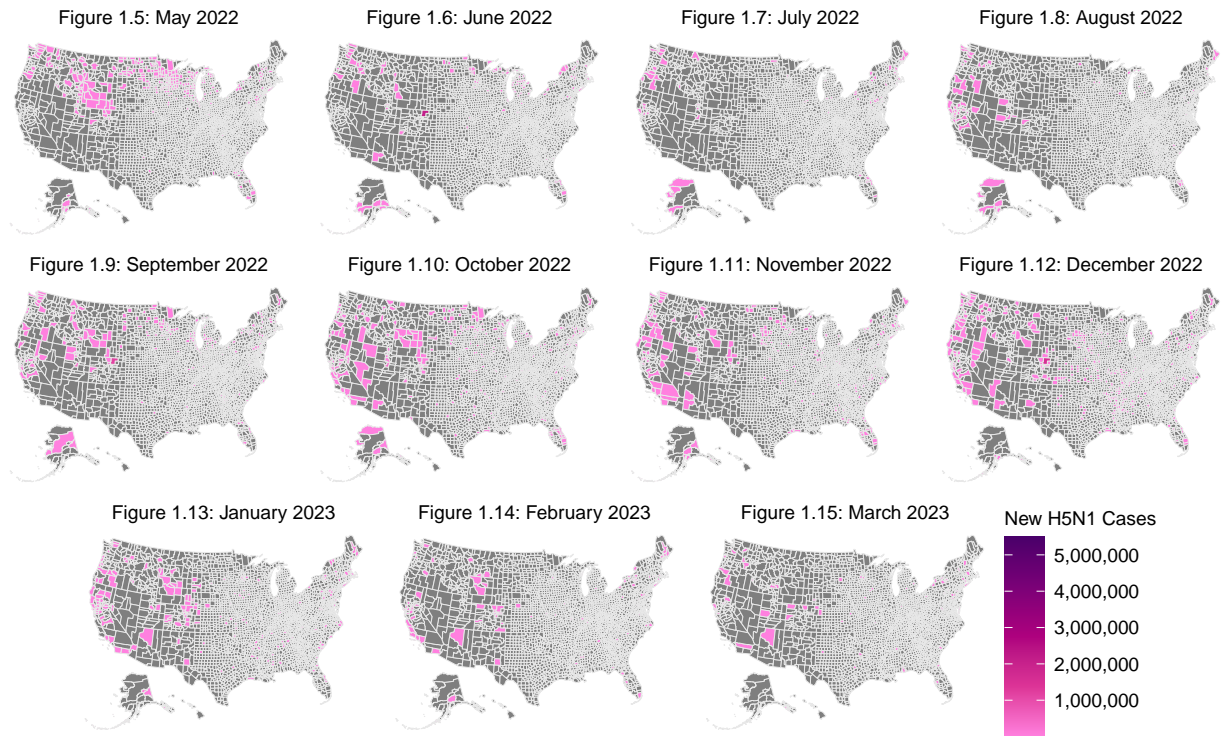 Figure 1.5: May 2022
Figure 1.6: June 2022
Figure 1.7: July 2022
Figure 1.8: August 2022
Figure 1.9: September 2022
Figure 1.10: October 2022
Figure 1.11: November 2022
Figure 1.12: December 2022
Figure 1.13: January 2023
Figure 1.14: February 2023
Figure 1.15: March 2023
New H5N1 Cases
5,000,000
4,000,000
3,000,000
2,000,000
1,000,000